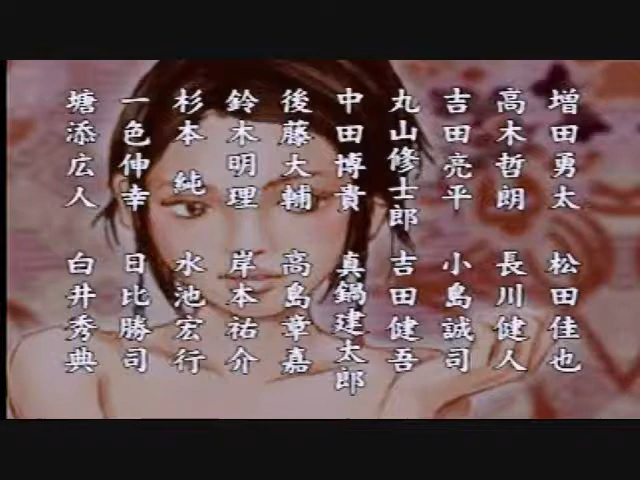 増田勇太
高木哲朗
吉田亮平
丸山修士郎
中田博貴
後藤大輔
鈴木明理
杉本純
一色伸幸
塘添広人
松田佳也
長川健人
小島誠司
吉田健吾
真鍋建太郎
高島章嘉
岸本祐介
水池宏行
日比勝司
白井秀典